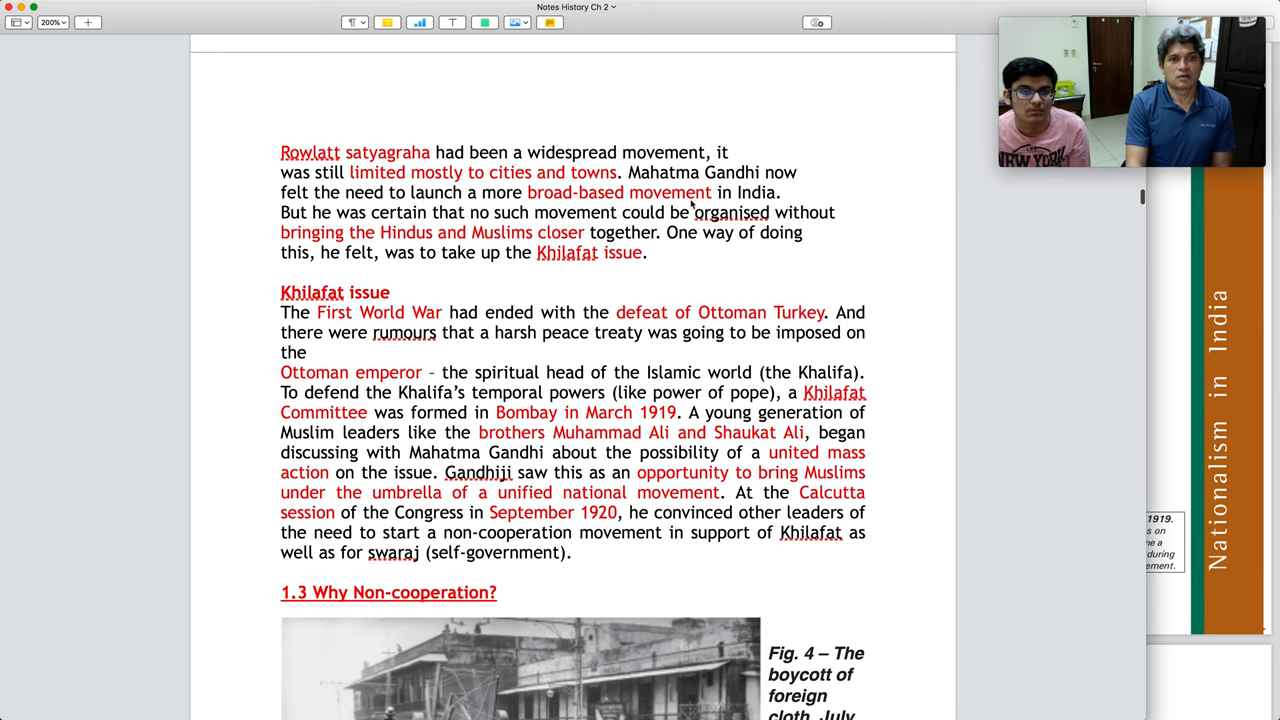 Notes History Ch 2
200%
Rowlatt satyagraha had been a widespread movement, it
was still limited mostly to cities and towns. Mahatma Gandhi now
felt the need to launch a more broad-based movement in India.
But he was certain that no such movement could be organised without
bringing the Hindus and Muslims closer together. One way of doing
this, he felt, was to take up the Khilafat issue.
Khilafat issue
The First World War had ended with the defeat of Ottoman Turkey. And
there were rumours that a harsh peace treaty was going to be imposed on
the
Ottoman emperor – the spiritual head of the Islamic world (the Khalifa).
To defend the Khalifa's temporal powers (like power of pope), a Khilafat
Committee was formed in Bombay in March 1919. A young generation of
Muslim leaders like the brothers Muhammad Ali and Shaukat Ali, began
discussing with Mahatma Gandhi about the possibility of a united mass
action on the issue. Gandhiji saw this as an opportunity to bring Muslims
under the umbrella of a unified national movement. At the Calcutta
session of the Congress in September 1920, he convinced other leaders of
the need to start a non-cooperation movement in support of Khilafat as
well as for swaraj (self-government).
1.3 Why Non-cooperation?
Fig. 4 – The
boycott of
foreign
cloth, July
1919.
s on
ne a
during
ement.
Nationalism in India
NEW YORK